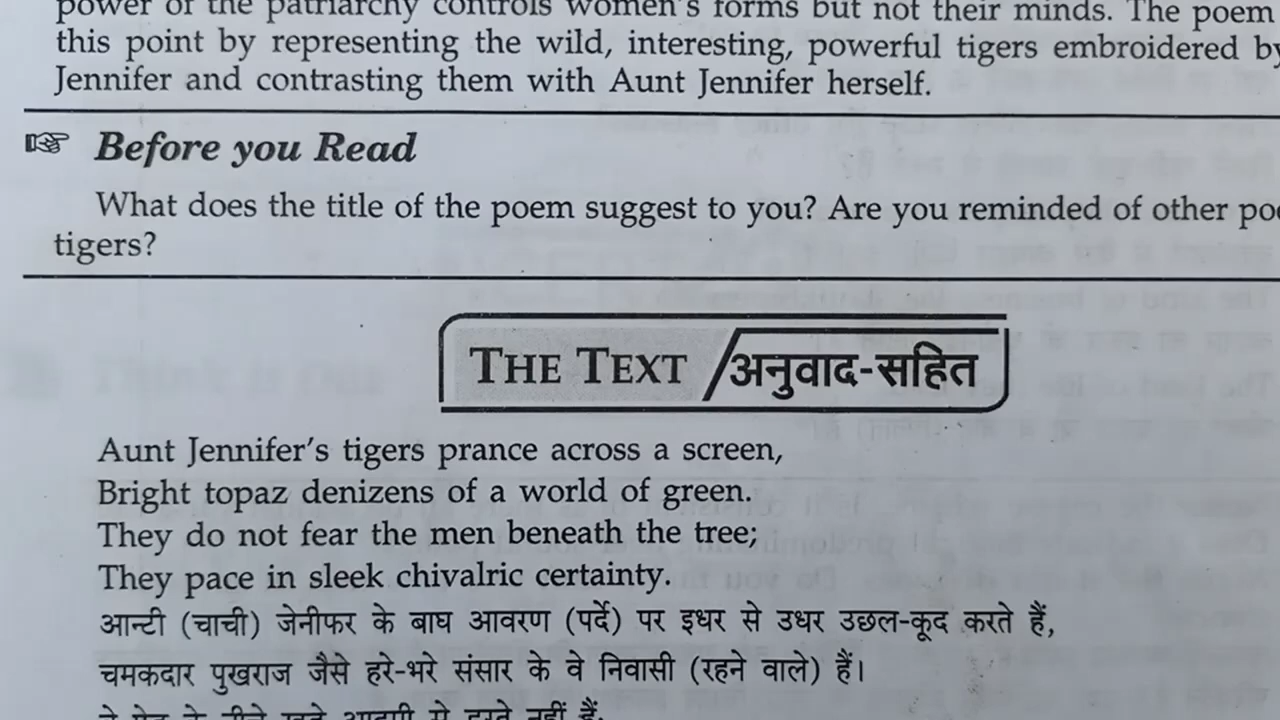 power of the patriarchy controls women's forms but not their minds. The poem
this point by representing the wild, interesting, powerful tigers embroidered by
Jennifer and contrasting them with Aunt Jennifer herself.
☞ Before you Read
What does the title of the poem suggest to you? Are you reminded of other
tigers?
THE TEXT / अनुवाद-सहित
Aunt Jennifer's tigers prance across a screen,
Bright topaz denizens of a world of green.
They do not fear the men beneath the tree;
They pace in sleek chivalric certainty.
आन्टी (चाची) जेनीफर के बाघ आवरण (पर्दे) पर इधर से उधर उछल-कूद करते हैं,
चमकदार पुखराज जैसे हरे-भरे संसार के वे निवासी (रहने वाले) हैं।